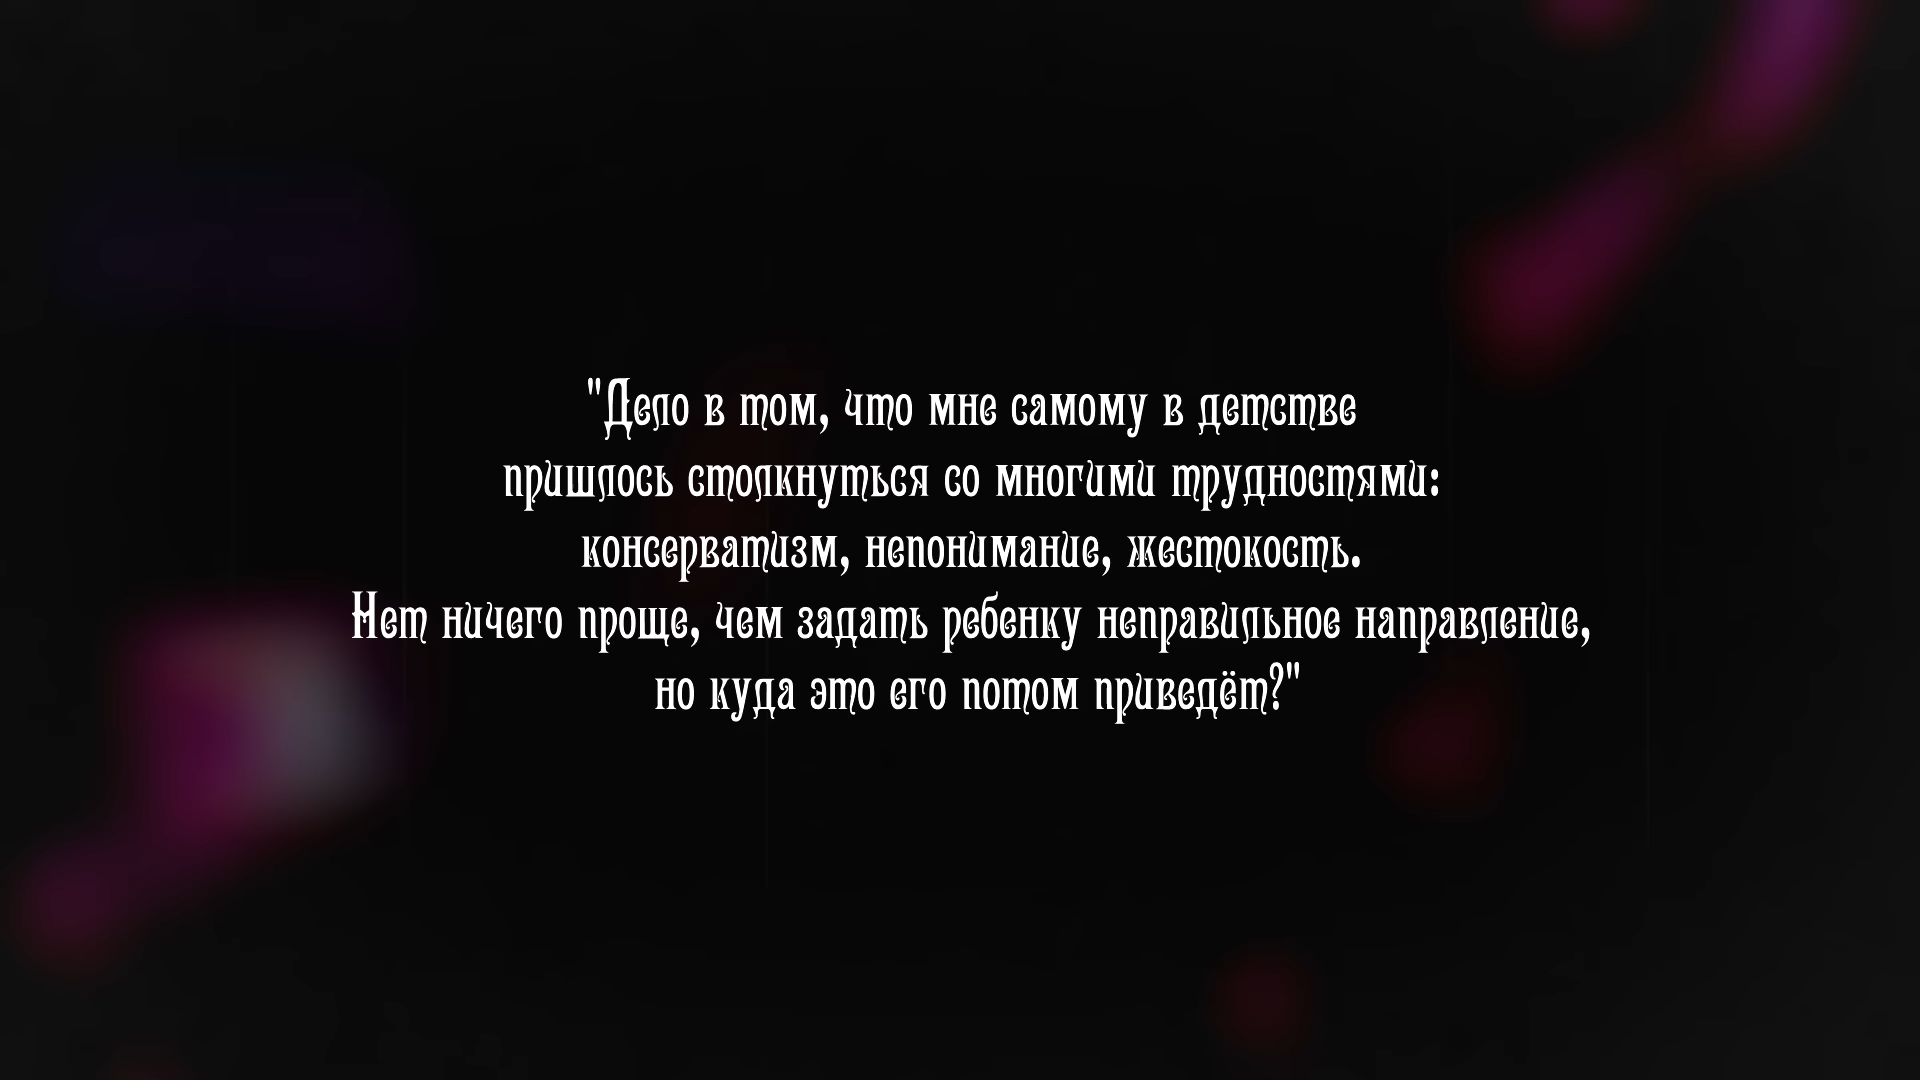 "Дело в том, что мне самому в детстве
пришлось столкнуться со многими трудностями:
консерватизм, непонимание, жестокость.
Нет ничего проще, чем задать ребенку неправильное направление,
но куда это его потом приведёт?"